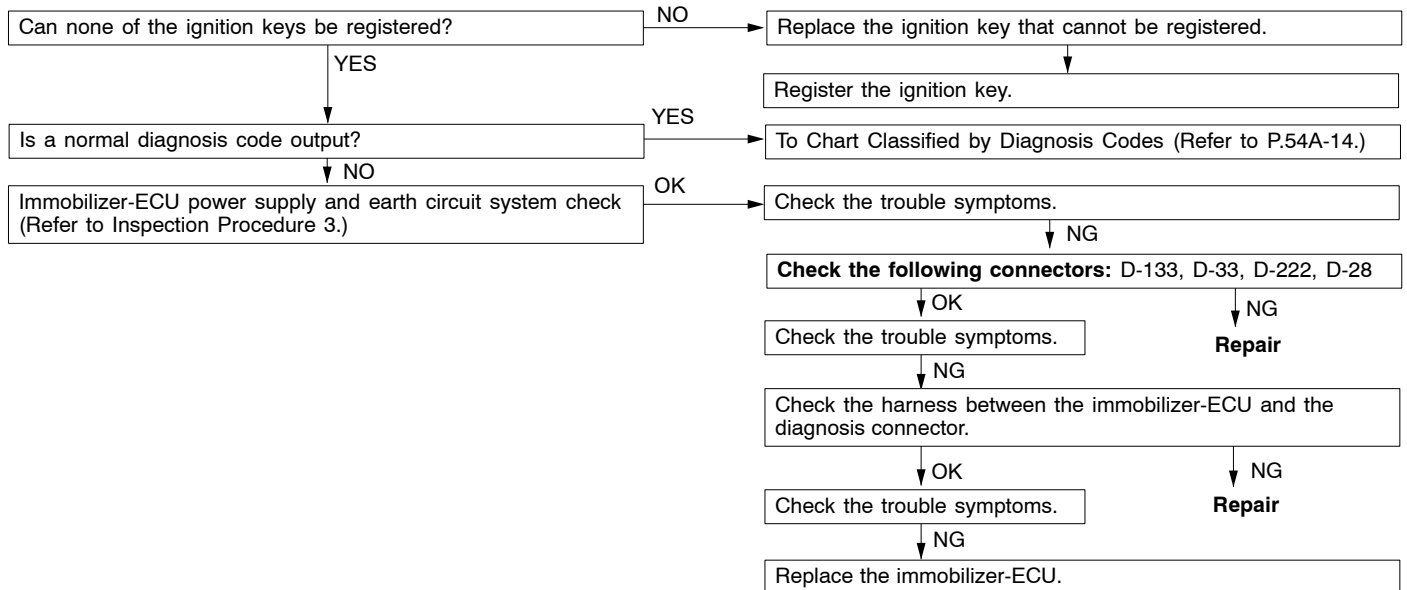 Can none of the ignition keys be registered?
NO
Replace the ignition key that cannot be registered.
YES
Register the ignition key.
Is a normal diagnosis code output?
YES
To Chart Classified by Diagnosis Codes (Refer to P.54A-14.)
NO
Immobilizer-ECU power supply and earth circuit system check
(Refer to Inspection Procedure 3.)
OK
Check the trouble symptoms.
NG
Check the following connectors: D-133, D-33, D-222, D-28
OK
NG
Check the trouble symptoms.
Repair
NG
Check the harness between the immobilizer-ECU and the
diagnosis connector.
OK
NG
Check the trouble symptoms.
Repair
NG
Replace the immobilizer-ECU.